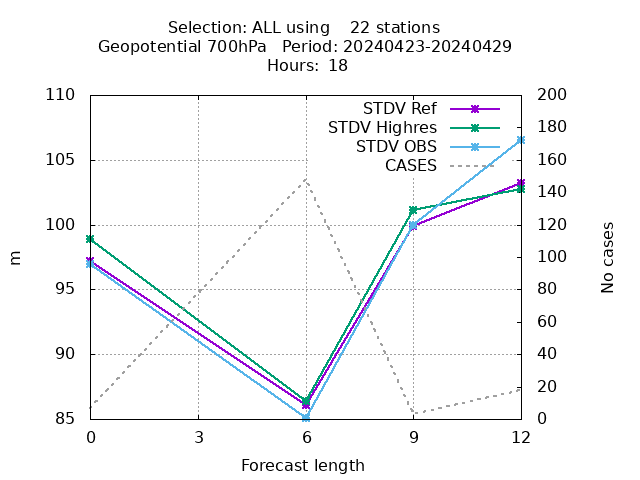 Selection: ALL using    22 stations
Geopotential 700hPa   Period: 20240423-20240429
Hours:  18
110
105
100
95
90
85
m
STDV Ref
STDV Highres
STDV OBS
CASES
200
180
160
140
120
100
80
60
40
20
0
No cases
0 3 6 9 12
Forecast length